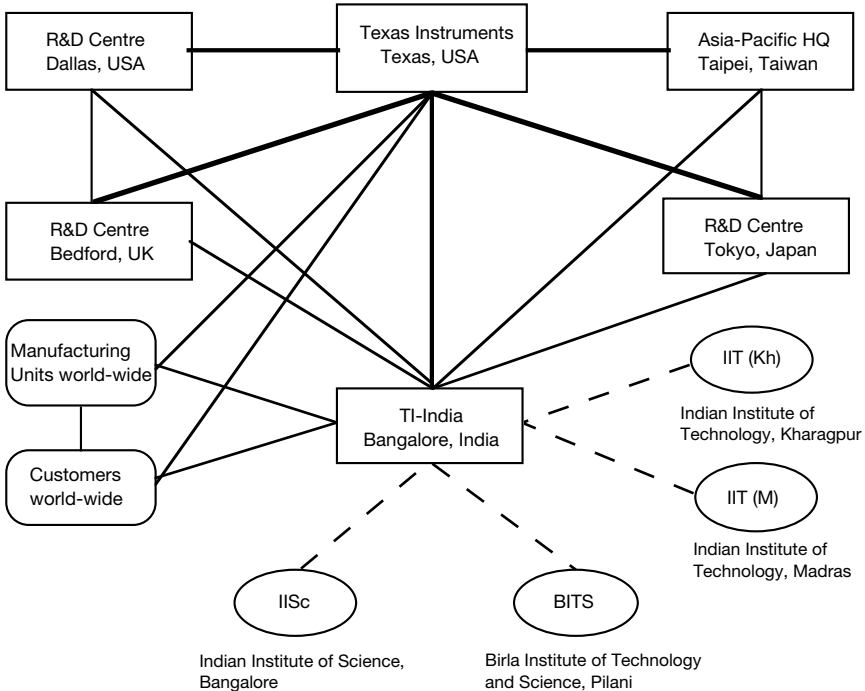 R&D Centre
Dallas, USA
Texas Instruments
Texas, USA
Asia-Pacific HQ
Taipei, Taiwan
R&D Centre
Bedford, UK
R&D Centre
Tokyo, Japan
Manufacturing
Units world-wide
Customers
world-wide
TI-India
Bangalore, India
IIT (Kh)
Indian Institute of
Technology, Kharagpur
IIT (M)
Indian Institute of
Technology, Madras
IISc
Indian Institute of Science,
Bangalore
BITS
Birla Institute of Technology
and Science, Pilani